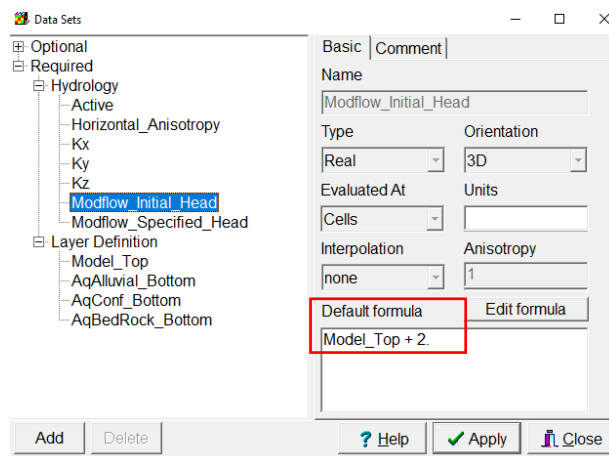 Data Sets
Optional
Required
Hydrology
Active
Horizontal_Anisotropy
Kx
Ky
Kz
Modflow_Initial_Head
Modflow_Specified_Head
Layer Definition
Model_Top
AqAlluvial_Bottom
AqConf_Bottom
AqBedRock_Bottom
Basic Comment
Name
Modflow_Initial_Head
Type Orientation
Real 3D
Evaluated At Units
Cells
Interpolation Anisotropy
none 1
Default formula Edit formula
Model_Top + 2.
Add Delete ? Help Apply Close